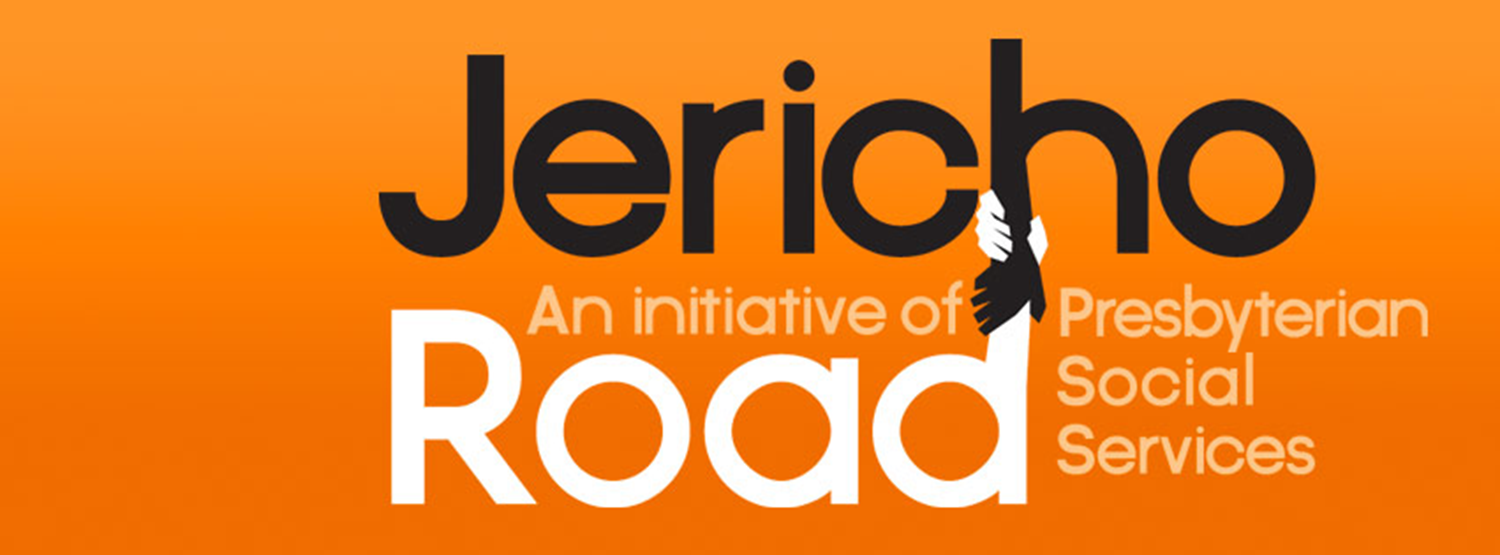 Jericho
An initiative of Presbyterian
Road Social
Services